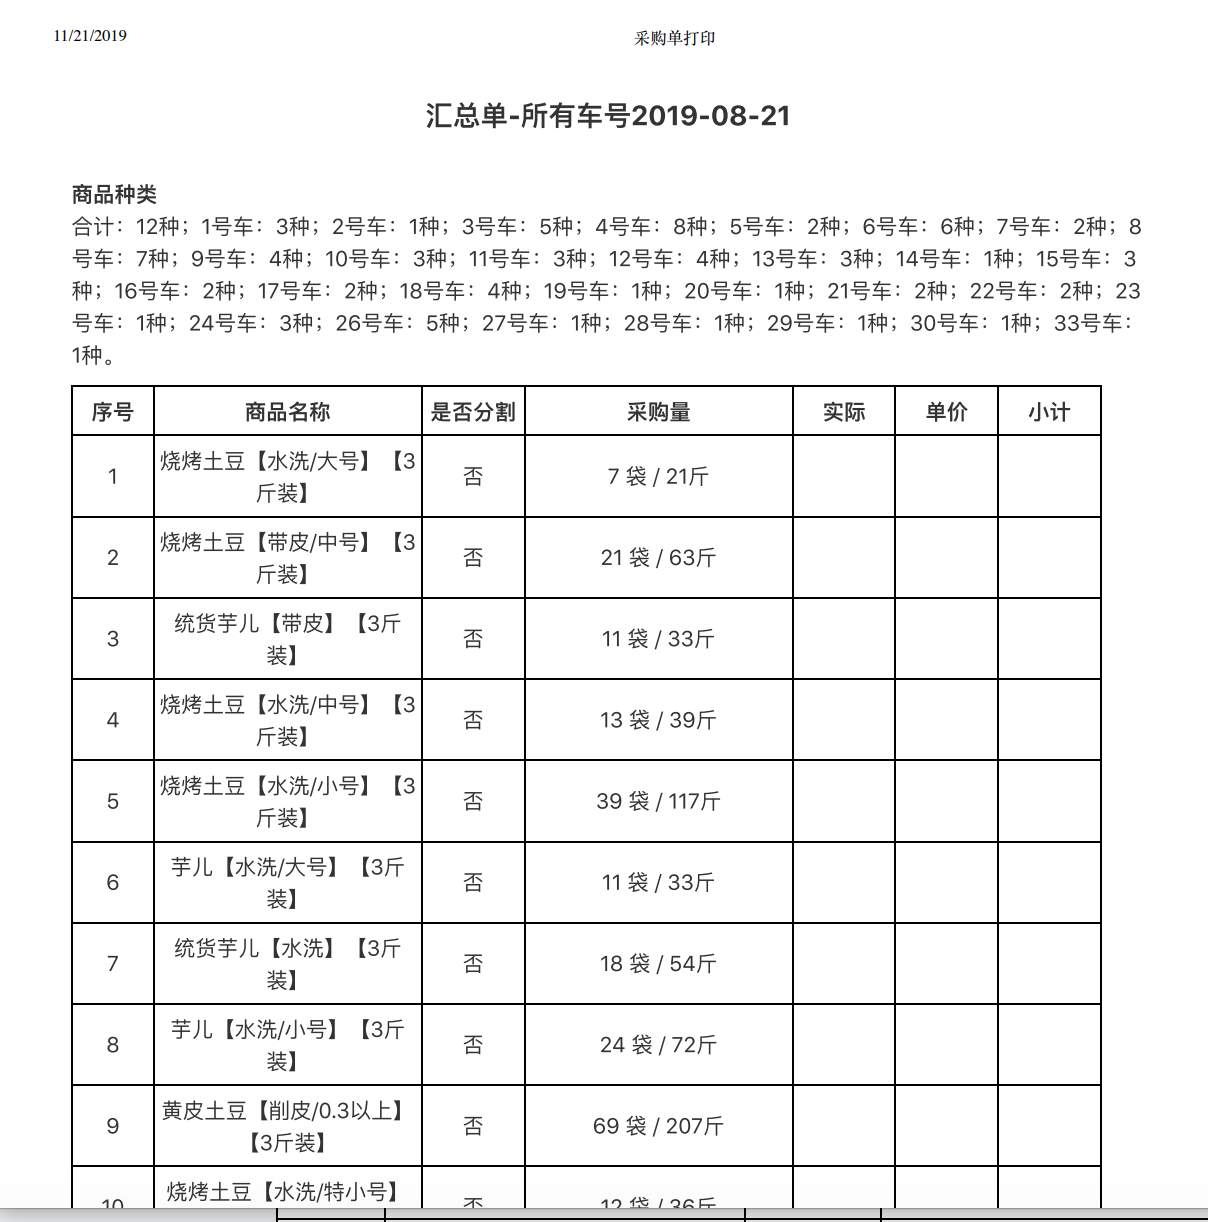 11/21/2019
采购单打印
汇总单-所有车号2019-08-21
商品种类
合计：12种；1号车：3种；2号车：1种；3号车：5种；4号车：8种；5号车：2种；6号车：6种；7号车：2种；8
号车：7种；9号车：4种；10号车：3种；11号车：3种；12号车：4种；13号车：3种；14号车：1种；15号车：3
种；16号车：2种；17号车：2种；18号车：4种；19号车：1种；20号车：1种；21号车：2种；22号车：2种；23
号车：1种；24号车：3种；26号车：5种；27号车：1种；28号车：1种；29号车：1种；30号车：1种；33号车：
1种。
序号 商品名称 是否分割 采购量 实际 单价 小计
烧烤土豆【水洗/大号】【3
1 否 7 袋 / 21斤
斤装】
烧烤土豆【带皮/中号】【3
2 否 21 袋 / 63斤
斤装】
统货芋儿【带皮】【3斤
3 否 11 袋 / 33斤
装】
烧烤土豆【水洗/中号】【3
4 否 13 袋 / 39斤
斤装】
烧烤土豆【水洗/小号】【3
5 否 39 袋 / 117斤
斤装】
芋儿【水洗/大号】【3斤
6 否 11 袋 / 33斤
装】
统货芋儿【水洗】【3斤
7 否 18 袋 / 54斤
装】
芋儿【水洗/小号】【3斤
8 否 24 袋 / 72斤
装】
黄皮土豆【削皮/0.3以上】
9 否 69 袋 / 207斤
【3斤装】
烧烤土豆【水洗/特小号】
10 否 12 袋 / 36斤